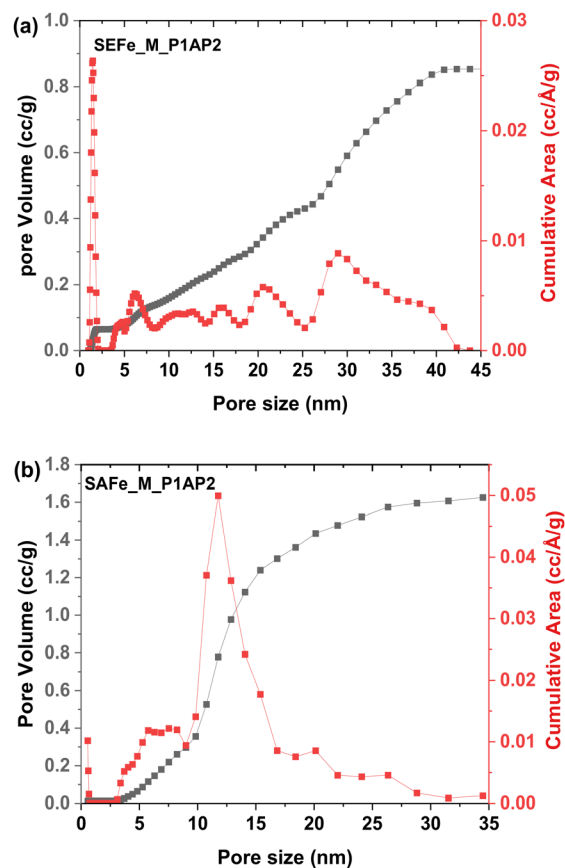 (a)
SEFe_M_P1AP2
pore Volume (cc/g)
1.0
0.8
0.6
0.4
0.2
0.0
0.03
0.02
0.01
0.00
Cumulative Area (cc/Å/g)
0 5 10 15 20 25 30 35 40 45
Pore size (nm)
(b)
SAFe_M_P1AP2
Pore Volume (cc/g)
1.8
1.6
1.4
1.2
1.0
0.8
0.6
0.4
0.2
0.0
0.05
0.04
0.03
0.02
0.01
0.00
Cumulative Area (cc/Å/g)
0 5 10 15 20 25 30 35
Pore size (nm)